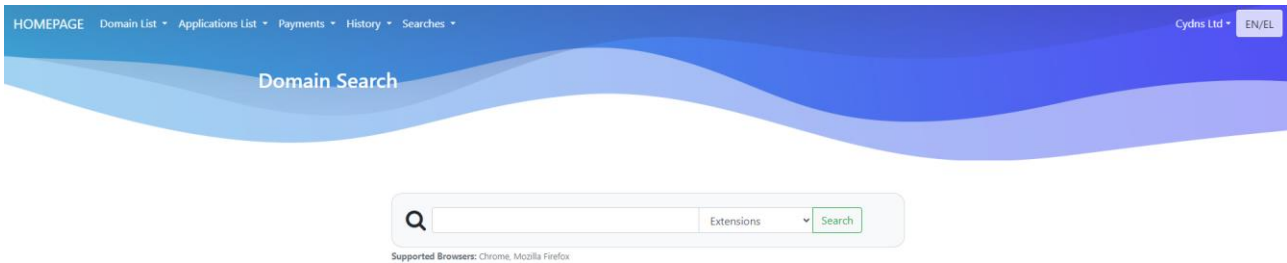 HOMEPAGE Domain List Applications List Payments History Searches Cydns Ltd EN/EL
Domain Search
Extensions Search
Supported Browsers: Chrome, Mozilla Firefox